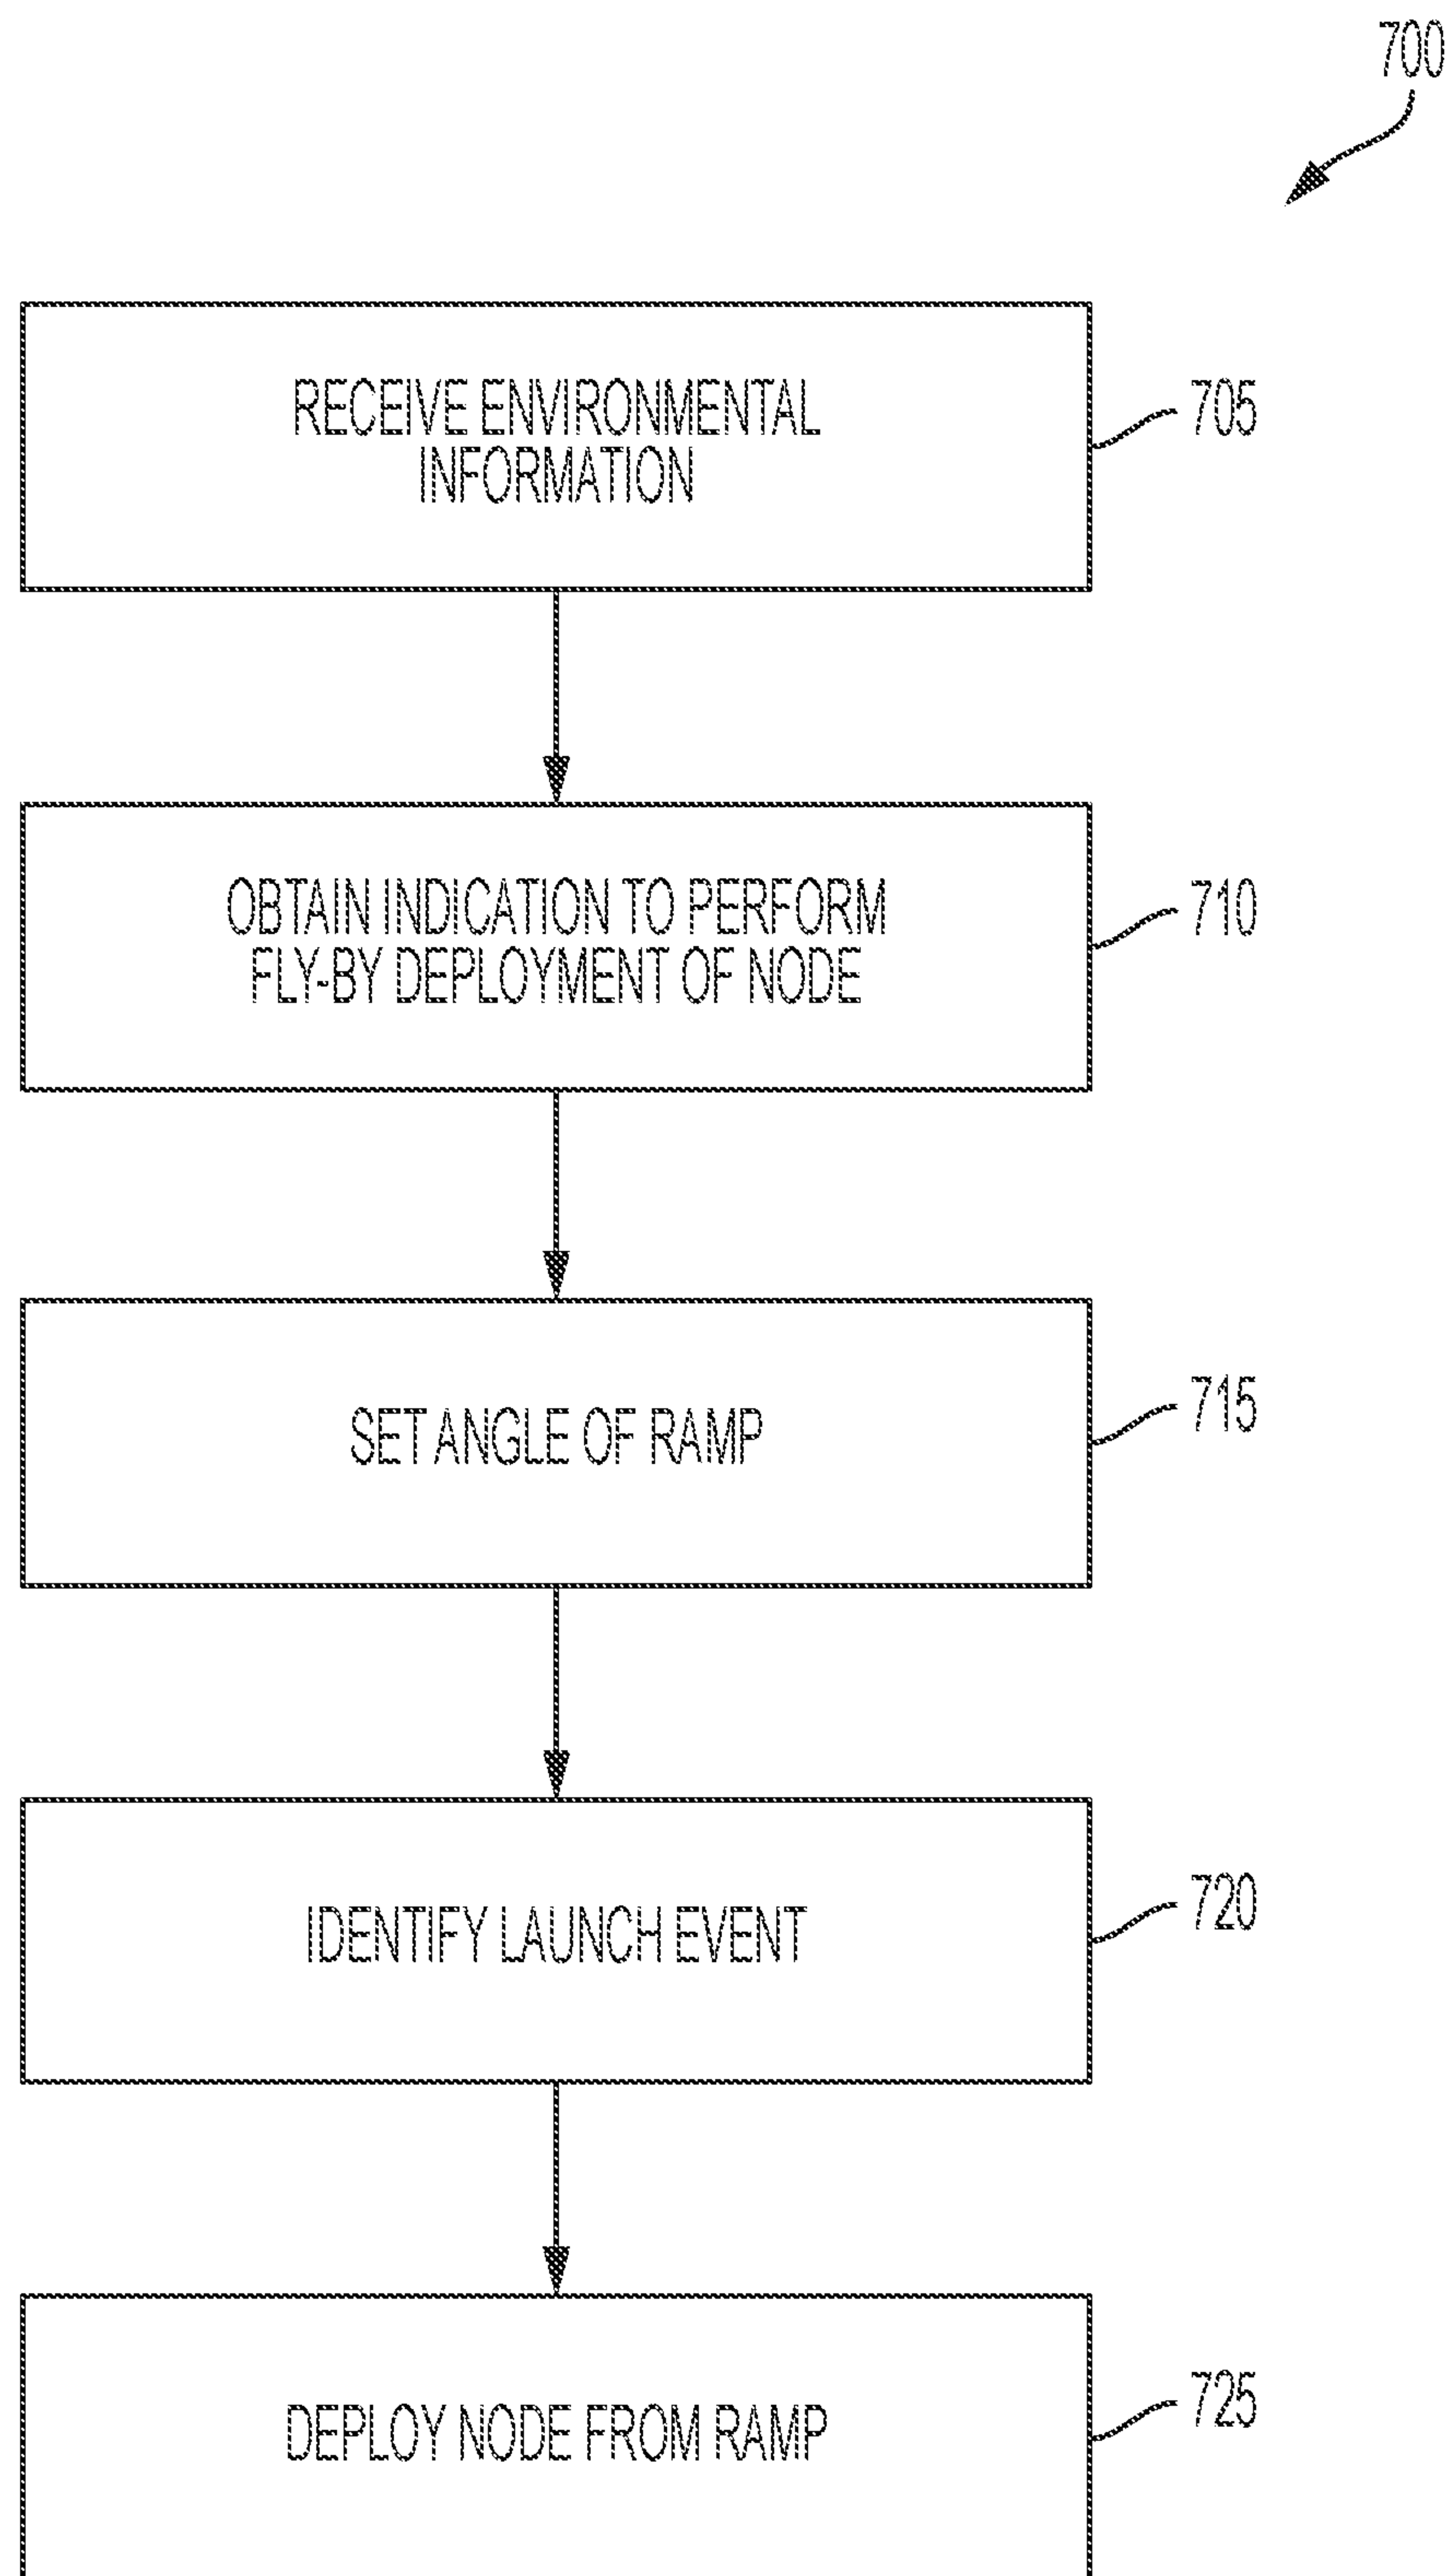 700
RECEIVE ENVIRONMENTAL
INFORMATION
705
OBTAIN INDICATION TO PERFORM
FLY-BY DEPLOYMENT OF NODE
710
SET ANGLE OF RAMP
715
IDENTIFY LAUNCH EVENT
720
DEPLOY NODE FROM RAMP
725